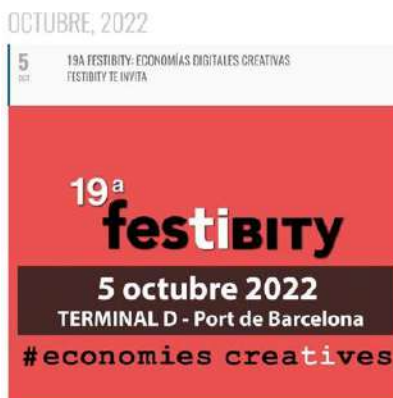 OCTUBRE, 2022
5
OCT
19A FESTIBITY: ECONOMÍAS DIGITALES CREATIVAS
FESTIBITY TE INVITA
19ª
festiBITY
5 octubre 2022
TERMINAL D - Port de Barcelona
#economies creatives